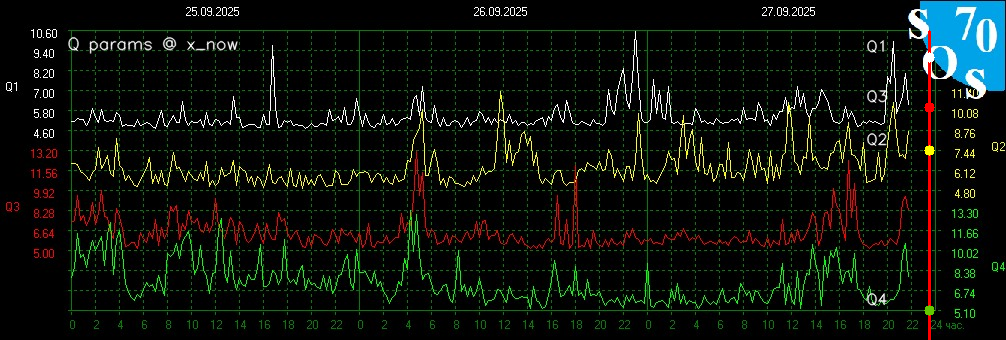 25.09.2025 26.09.2025 27.09.2025
Q params @ x_now
10.60
9.40
8.20
7.00
5.80
4.60
Q1
13.20
11.56
9.92
8.28
6.64
5.00
Q3
Q1
Q3
Q2
Q4
SOS 70
11.40
10.08
8.76
7.44
6.12
4.80
Q2
13.30
11.66
10.02
8.38
6.74
5.10
Q4
0 2 4 6 8 10 12 14 16 18 20 22 0 2 4 6 8 10 12 14 16 18 20 22 0 2 4 6 8 10 12 14 16 18 20 22 24 час.